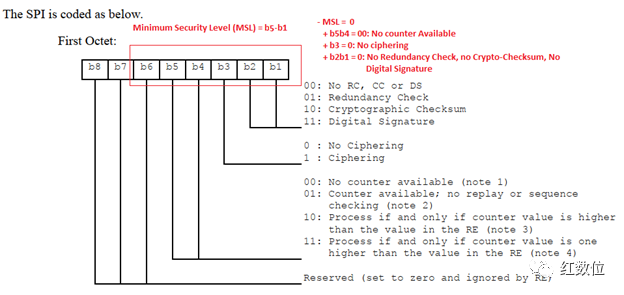 The SPI is coded as below.
Minimum Security Level (MSL) = b5-b1
- MSL = 0
+ b5b4 = 00: No counter Available
+ b3 = 0: No ciphering
+ b2b1 = 0: No Redundancy Check, no Crypto-Checksum, No
Digital Signature
First Octet:
b8 b7 b6 b5 b4 b3 b2 b1
00: No RC, CC or DS
01: Redundancy Check
10: Cryptographic Checksum
11: Digital Signature
0 : No Ciphering
1 : Ciphering
00: No counter available (note 1)
01: Counter available; no replay or sequence
checking (note 2)
10: Process if and only if counter value is higher
than the value in the RE (note 3)
11: Process if and only if counter value is one
higher than the value in the RE (note 4)
Reserved (set to zero and ignored by RE)
红数位